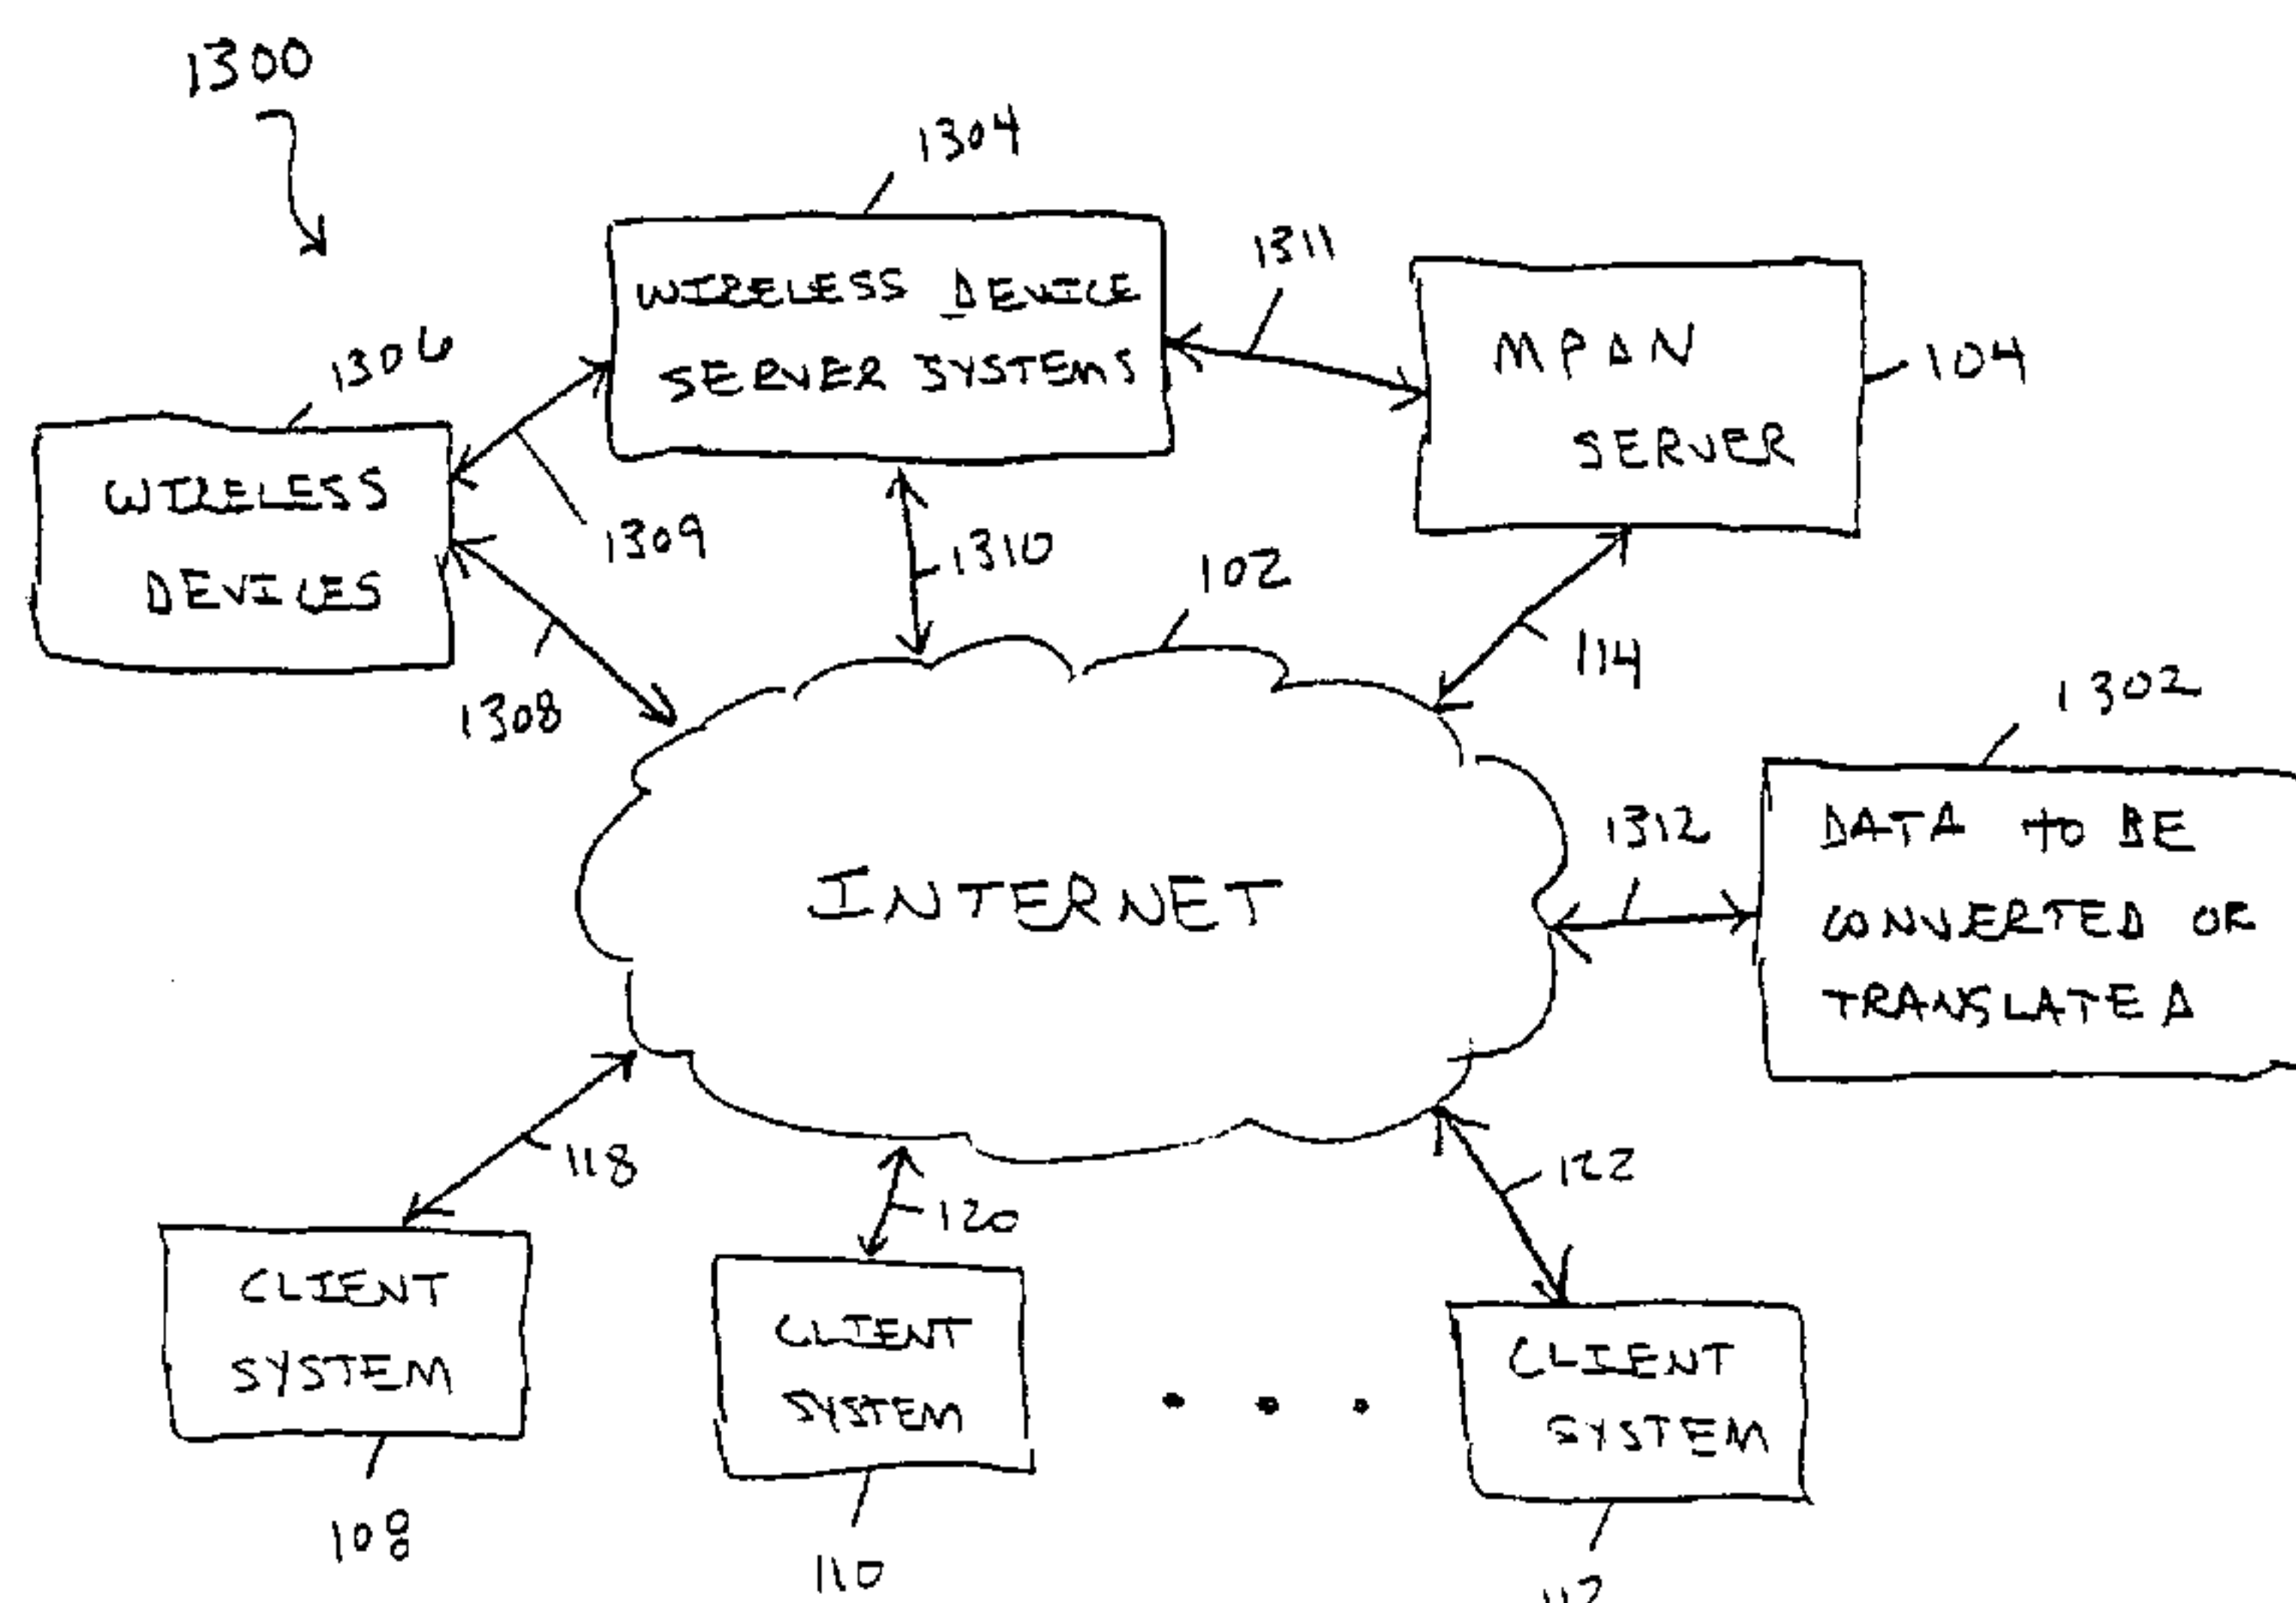 1300
1304
1311
WIRELESS DEVICE
SERVER SYSTEMS
MPAN
SERVER
104
1306
WIRELESS
DEVICES
1309
1310
102
114
1308
1302
INTERNET
1312
DATA to BE
CONVERTED OR
TRANSLATED
118
120
122
CLIENT
SYSTEM
CLIENT
SYSTEM
CLIENT
SYSTEM
108
110
112